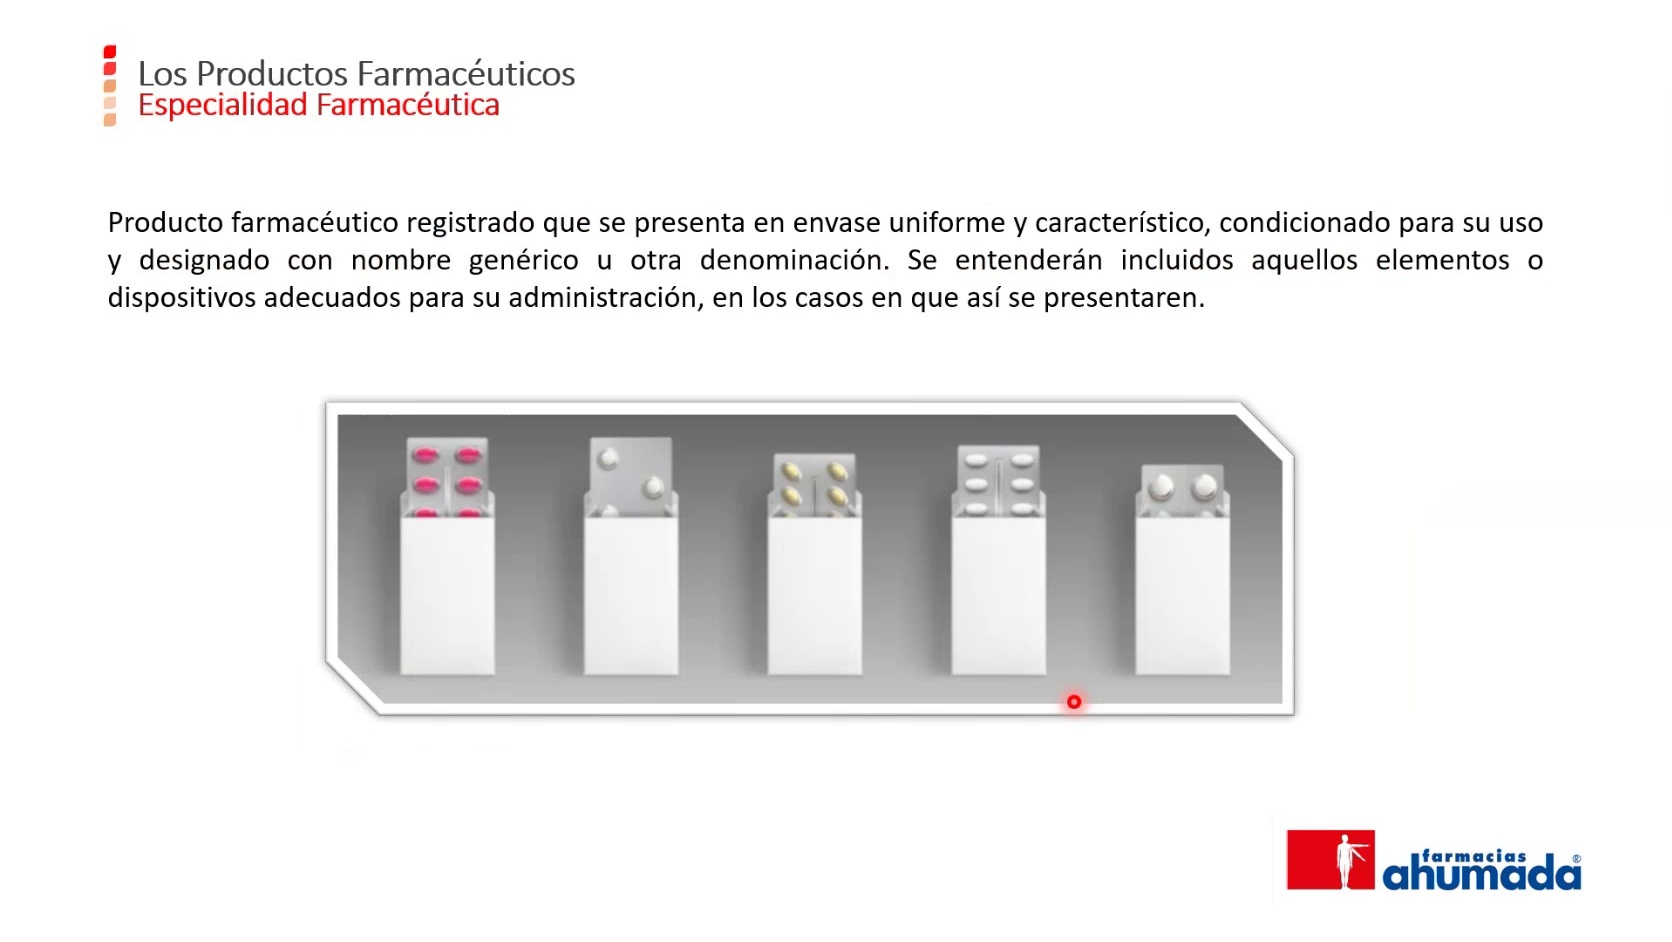 Los Productos Farmacéuticos
Especialidad Farmacéutica
Producto farmacéutico registrado que se presenta en envase uniforme y característico, condicionado para su uso
y designado con nombre genérico u otra denominación. Se entenderán incluidos aquellos elementos o
dispositivos adecuados para su administración, en los casos en que así se presentaren.
farmacias
ahumada®